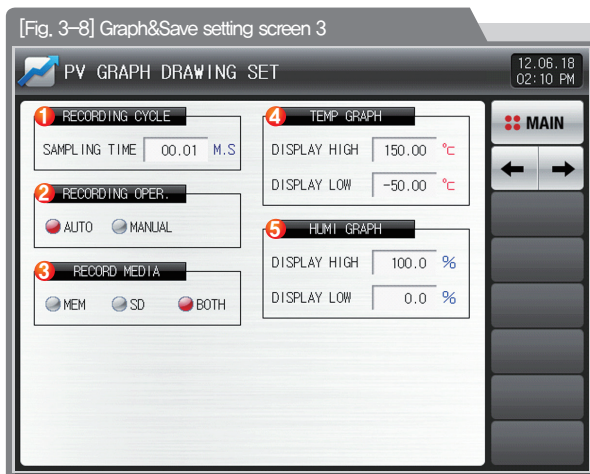 [Fig. 3-8] Graph&Save setting screen 3
PV GRAPH DRAWING SET
12.06.18
02:10 PM
1 RECORDING CYCLE
SAMPLING TIME 00.01 M.S
2 RECORDING OPER.
AUTO MANUAL
3 RECORD MEDIA
MEM SD BOTH
4 TEMP GRAPH
DISPLAY HIGH 150.00 ℃
DISPLAY LOW -50.00 ℃
5 HUMI GRAPH
DISPLAY HIGH 100.0 %
DISPLAY LOW 0.0 %
MAIN
← →